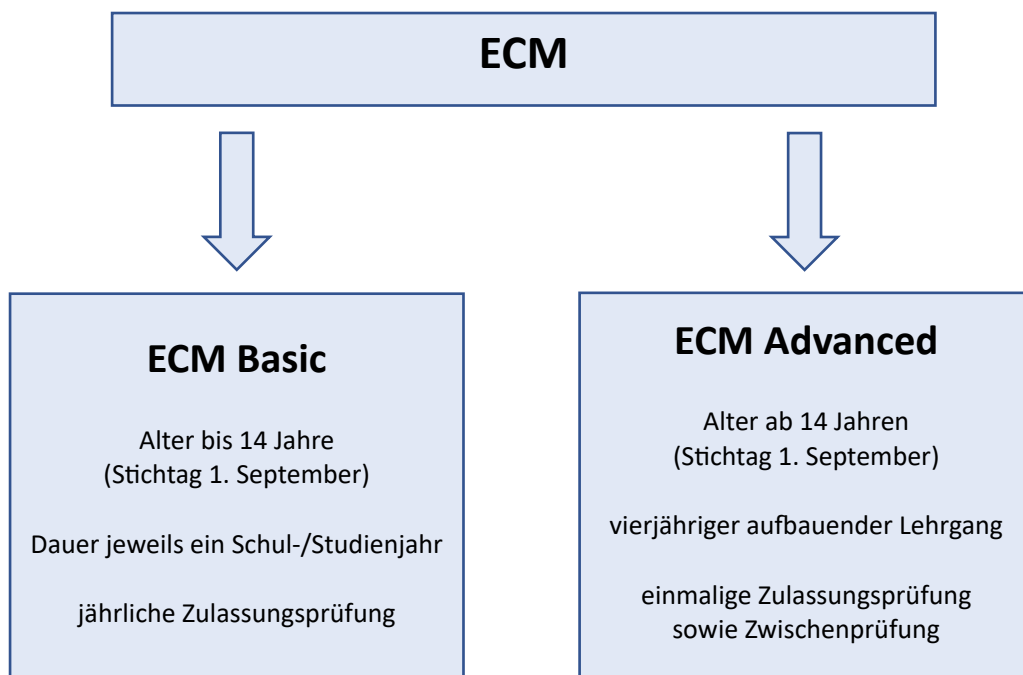 ECM
ECM Basic
Alter bis 14 Jahre
(Stichtag 1. September)
Dauer jeweils ein Schul-/Studienjahr
jährliche Zulassungsprüfung
ECM Advanced
Alter ab 14 Jahren
(Stichtag 1. September)
vierjähriger aufbauender Lehrgang
einmalige Zulassungsprüfung
sowie Zwischenprüfung